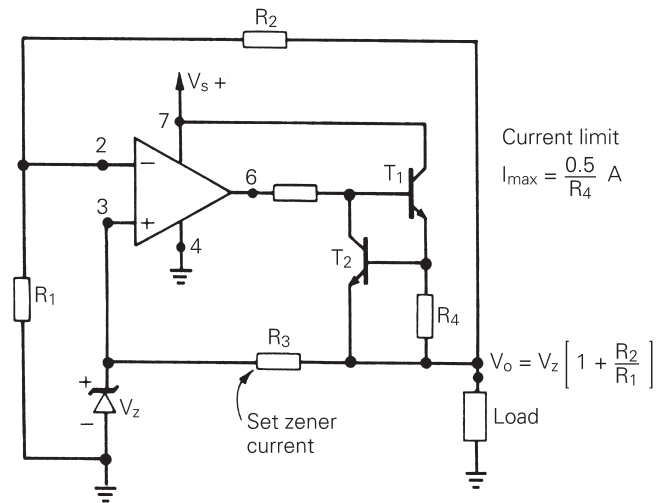 R2
Vs +
7
2
−
6
T1
Current limit
Imax = 0.5/R4 A
3
+
4
T2
R1
R4
R3
Vo = Vz [ 1 + R2/R1 ]
+
Vz
−
Set zener
current
Load